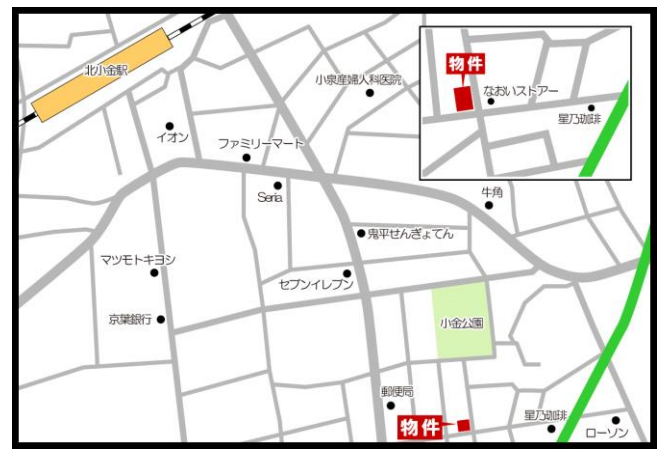 北小金駅
小泉産婦人科医院
イオン
ファミリーマート
Seria
物件
なおいストアー
星乃珈琲
牛角
鬼平せんぎょてん
マツモトキヨシ
セブンイレブン
京葉銀行
小金公園
郵便局
物件
星乃珈琲
ローソン